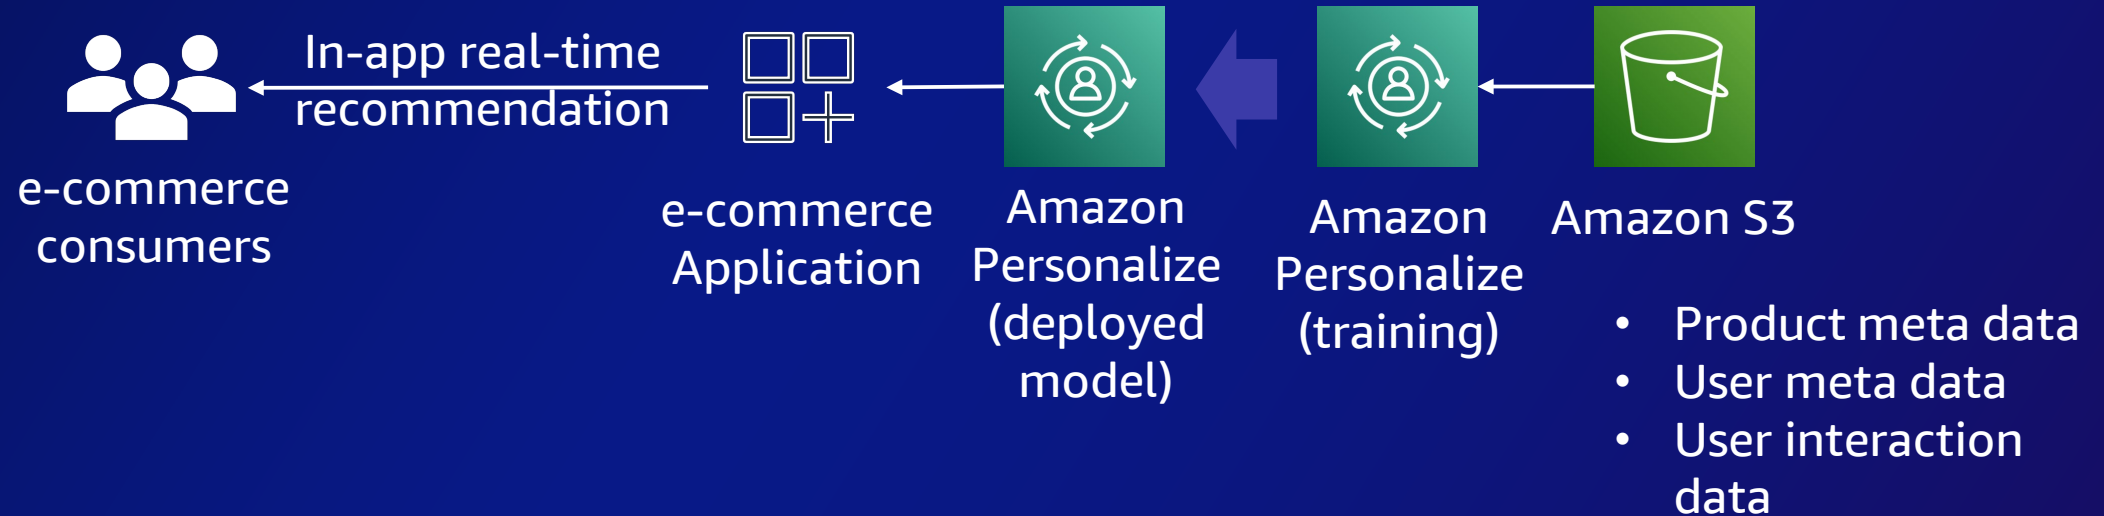 In-app real-time
recommendation
e-commerce
consumers
e-commerce
Application
Amazon
Personalize
(deployed
model)
Amazon
Personalize
(training)
Amazon S3
• Product meta data
• User meta data
• User interaction
data